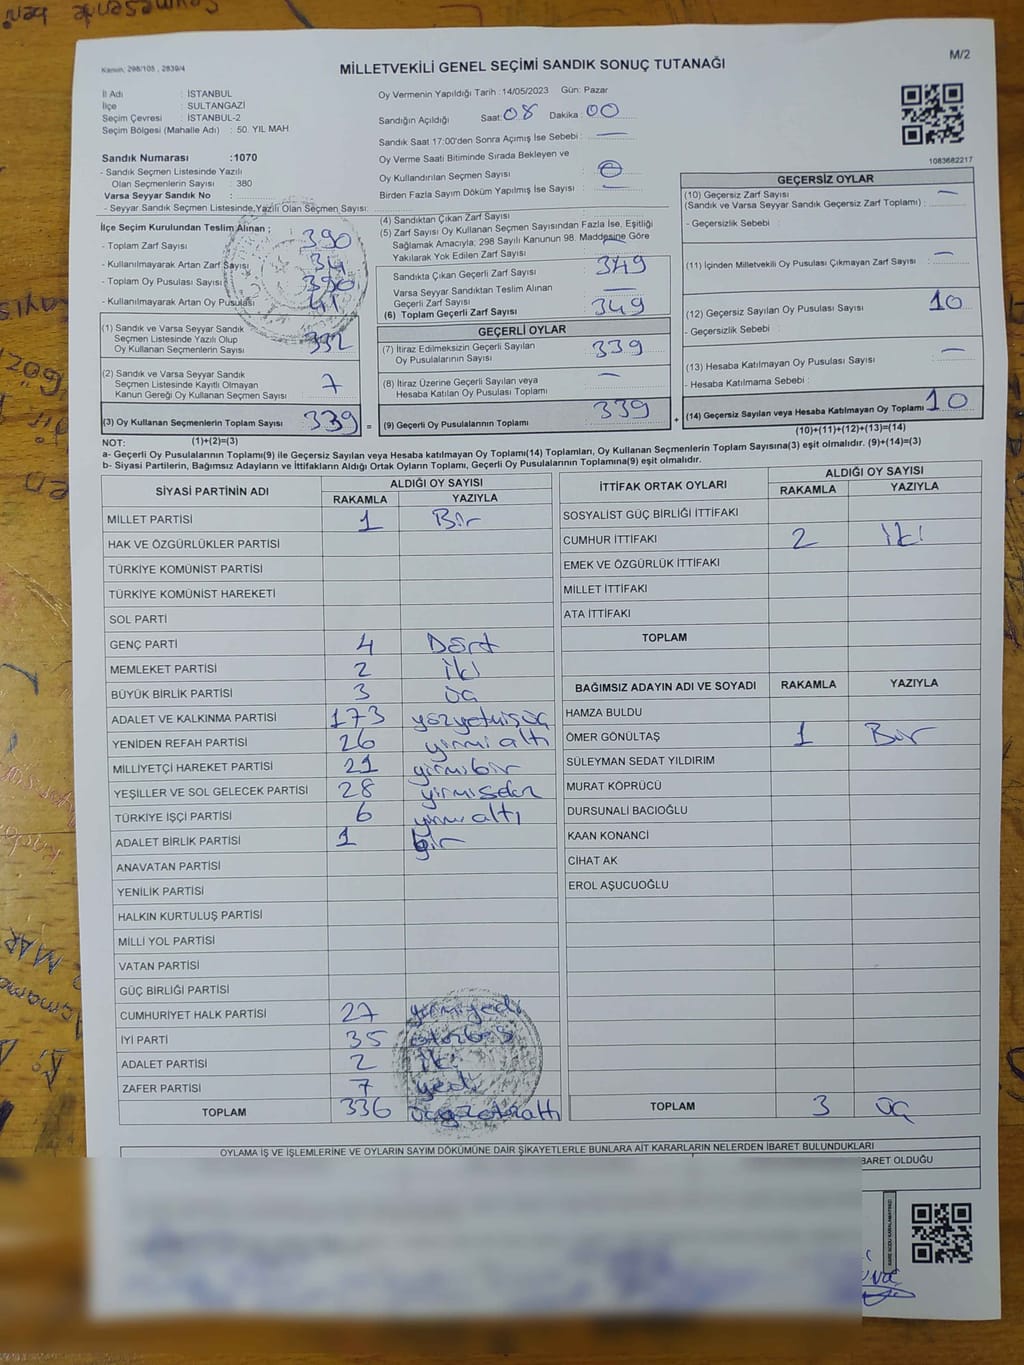 Kanun, 298/105 , 2839/4
MİLLETVEKİLİ GENEL SEÇİMİ SANDIK SONUÇ TUTANAĞI
M/2
İl Adı : İSTANBUL
İlçe : SULTANGAZİ
Seçim Çevresi : İSTANBUL-2
Seçim Bölgesi (Mahalle Adı) : 50. YIL MAH
Sandık Numarası :1070
- Sandık Seçmen Listesinde Yazılı
Olan Seçmenlerin Sayısı : 380
Varsa Seyyar Sandık No :
- Seyyar Sandık Seçmen Listesinde Yazılı Olan Seçmen Sayısı:
Oy Vermenin Yapıldığı Tarih :14/05/2023 Gün: Pazar
Sandığın Açıldığı Saat: 08 Dakika : 00
Sandık Saat 17:00'den Sonra Açımış İse Sebebi : —
Oy Verme Saati Bitiminde Sırada Bekleyen ve
Oy Kullandırılan Seçmen Sayısı :
Birden Fazla Sayım Döküm Yapılmış İse Sayısı : —
1083682217
İlçe Seçim Kurulundan Teslim Alınan ;
- Toplam Zarf Sayısı : 390
- Kullanılmayarak Artan Zarf Sayısı : 34
- Toplam Oy Pusulası Sayısı : 390
- Kullanılmayarak Artan Oy Pusulası : 41
(1) Sandık ve Varsa Seyyar Sandık
Seçmen Listesinde Yazılı Olup
Oy Kullanan Seçmenlerin Sayısı : 332
(2) Sandık ve Varsa Seyyar Sandık
Seçmen Listesinde Kayıtlı Olmayan
Kanun Gereği Oy Kullanan Seçmen Sayısı : 7
(3) Oy Kullanan Seçmenlerin Toplam Sayısı : 339 =
(4) Sandıktan Çıkan Zarf Sayısı :
(5) Zarf Sayısı Oy Kullanan Seçmen Sayısından Fazla İse, Eşitliği
Sağlamak Amacıyla; 298 Sayılı Kanunun 98. Maddesine Göre
Yakılarak Yok Edilen Zarf Sayısı : —
Sandıkta Çıkan Geçerli Zarf Sayısı : 349
Varsa Seyyar Sandıktan Teslim Alınan
Geçerli Zarf Sayısı : —
(6) Toplam Geçerli Zarf Sayısı : 349
GEÇERLİ OYLAR
(7) İtiraz Edilmeksizin Geçerli Sayılan
Oy Pusulalarının Sayısı : 339
(8) İtiraz Üzerine Geçerli Sayılan veya
Hesaba Katılan Oy Pusulası Toplamı : —
(9) Geçerli Oy Pusulalarının Toplamı : 339 +
GEÇERSİZ OYLAR
(10) Geçersiz Zarf Sayısı —
(Sandık ve Varsa Seyyar Sandık Geçersiz Zarf Toplamı) :
- Geçersizlik Sebebi :
(11) İçinden Milletvekili Oy Pusulası Çıkmayan Zarf Sayısı : —
(12) Geçersiz Sayılan Oy Pusulası Sayısı : 10
- Geçersizlik Sebebi :
(13) Hesaba Katılmayan Oy Pusulası Sayısı : —
- Hesaba Katılmama Sebebi :
(14) Geçersiz Sayılan veya Hesaba Katılmayan Oy Toplamı : 10
NOT: (1)+(2)=(3)
(10)+(11)+(12)+(13)=(14)
a- Geçerli Oy Pusulalarının Toplamı(9) ile Geçersiz Sayılan veya Hesaba katılmayan Oy Toplamı(14) Toplamları, Oy Kullanan Seçmenlerin Toplam Sayısına(3) eşit olmalıdır. (9)+(14)=(3)
b- Siyasi Partilerin, Bağımsız Adayların ve İttifakların Aldığı Ortak Oyların Toplamı, Geçerli Oy Pusulalarının Toplamına(9) eşit olmalıdır.
SİYASİ PARTİNİN ADI
ALDIĞI OY SAYISI
RAKAMLA YAZIYLA
MİLLET PARTİSİ 1 Bir
HAK VE ÖZGÜRLÜKLER PARTİSİ
TÜRKİYE KOMÜNİST PARTİSİ
TÜRKİYE KOMÜNİST HAREKETİ
SOL PARTİ
GENÇ PARTİ 4 Dört
MEMLEKET PARTİSİ 2 iki
BÜYÜK BİRLİK PARTİSİ 3 üç
ADALET VE KALKINMA PARTİSİ 173 yüzyetmişüç
YENİDEN REFAH PARTİSİ 26 yirmi altı
MİLLİYETÇİ HAREKET PARTİSİ 21 yirmibir
YEŞİLLER VE SOL GELECEK PARTİSİ 28 yirmisekiz
TÜRKİYE İŞÇİ PARTİSİ 6 altı
ADALET BİRLİK PARTİSİ 1 bir
ANAVATAN PARTİSİ
YENİLİK PARTİSİ
HALKIN KURTULUŞ PARTİSİ
MİLLİ YOL PARTİSİ
VATAN PARTİSİ
GÜÇ BİRLİĞİ PARTİSİ
CUMHURİYET HALK PARTİSİ 27 yirmiyedi
İYİ PARTİ 35 otuzbeş
ADALET PARTİSİ 2 iki
ZAFER PARTİSİ 7 yedi
TOPLAM 336 üçyüzotuzaltı
İTTİFAK ORTAK OYLARI
ALDIĞI OY SAYISI
RAKAMLA YAZIYLA
SOSYALİST GÜÇ BİRLİĞİ İTTİFAKI
CUMHUR İTTİFAKI 2 iki
EMEK VE ÖZGÜRLÜK İTTİFAKI
MİLLET İTTİFAKI
ATA İTTİFAKI
TOPLAM
BAĞIMSIZ ADAYIN ADI VE SOYADI RAKAMLA YAZIYLA
HAMZA BULDU
ÖMER GÖNÜLTAŞ 1 Bir
SÜLEYMAN SEDAT YILDIRIM
MURAT KÖPRÜCÜ
DURSUNALİ BACIOĞLU
KAAN KONANCİ
CİHAT AK
EROL AŞUCUOĞLU
TOPLAM 3 üç
OYLAMA İŞ VE İŞLEMLERİNE VE OYLARIN SAYIM DÖKÜMÜNE DAİR ŞİKAYETLERLE BUNLARA AİT KARARLARIN NELERDEN İBARET BULUNDUKLARI
BARET OLDUĞU